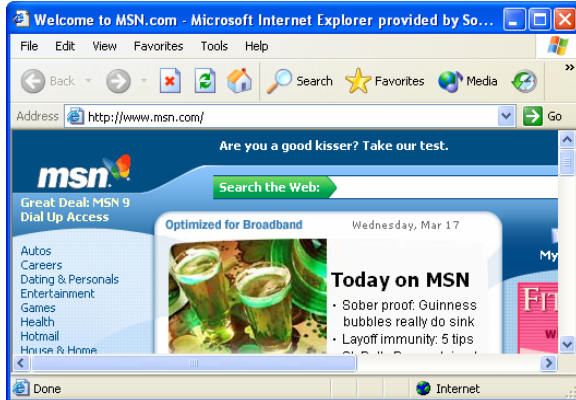 Welcome to MSN.com - Microsoft Internet Explorer provided by So...
File Edit View Favorites Tools Help
Back Search Favorites Media »
Address http://www.msn.com/ Go
Are you a good kisser? Take our test.
msn
Search the Web:
Great Deal: MSN 9
Dial Up Access
Optimized for Broadband Wednesday, Mar 17
My
Autos
Careers
Dating & Personals
Entertainment
Games
Health
Hotmail
House & Home
Today on MSN
· Sober proof: Guinness
bubbles really do sink
· Layoff immunity: 5 tips
Done Internet